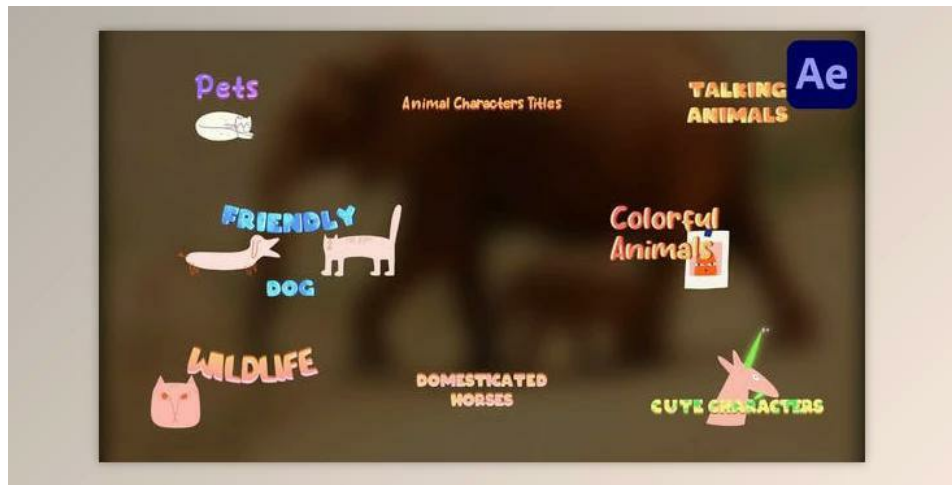 Pets
Animal Characters Titles
TALKING
ANIMALS
Ae
FRIENDLY
DOG
Colorful
Animals
WILDLIFE
DOMESTICATED
HORSES
CUTE CHARACTERS